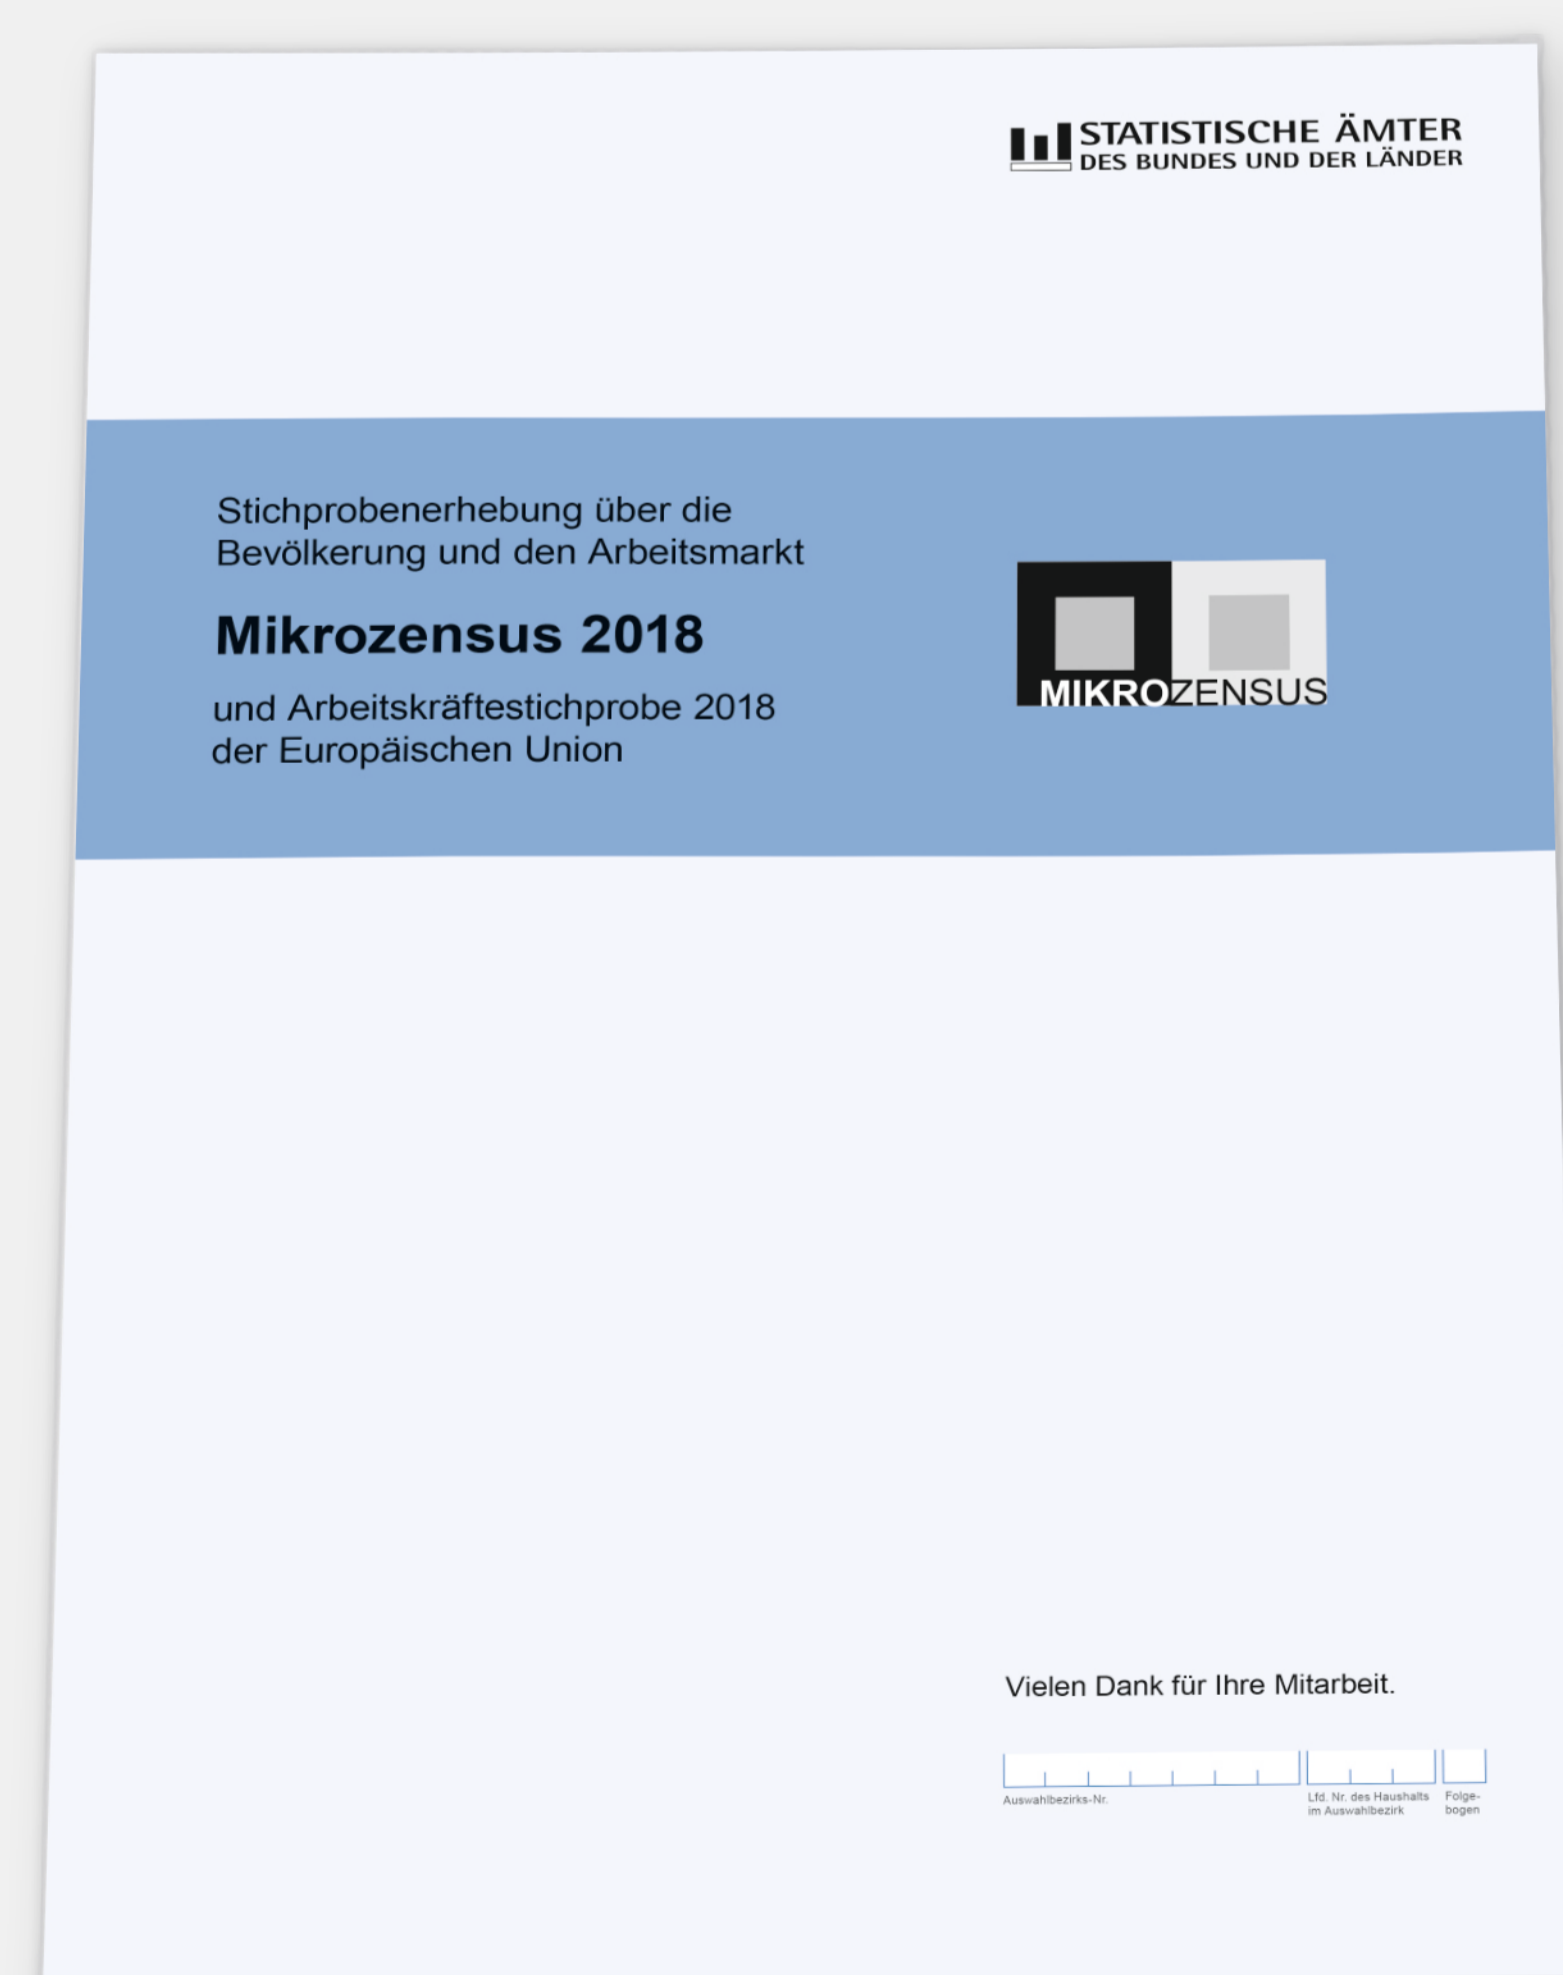 STATISTISCHE ÄMTER
DES BUNDES UND DER LÄNDER
Stichprobenerhebung über die
Bevölkerung und den Arbeitsmarkt
Mikrozensus 2018
und Arbeitskräftestichprobe 2018
der Europäischen Union
MIKROZENSUS
Vielen Dank für Ihre Mitarbeit.
Auswahlbezirks-Nr.
Lfd. Nr. des Haushalts
im Auswahlbezirk
Folge-
bogen